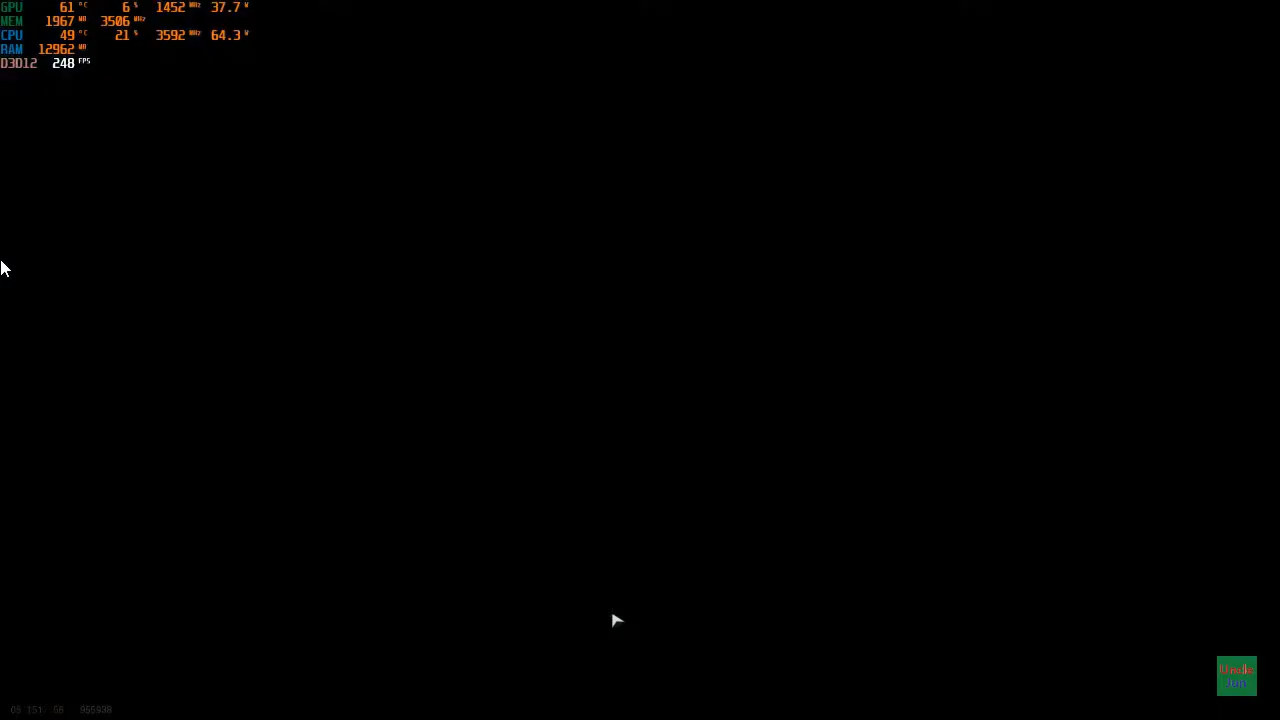 GPU 61 °C 6 % 1452 MHz 37.7 W
MEM 1967 MB 3506 MHz
CPU 49 °C 21 % 3592 MHz 64.3 W
RAM 12962 MB
D3D12 248 FPS